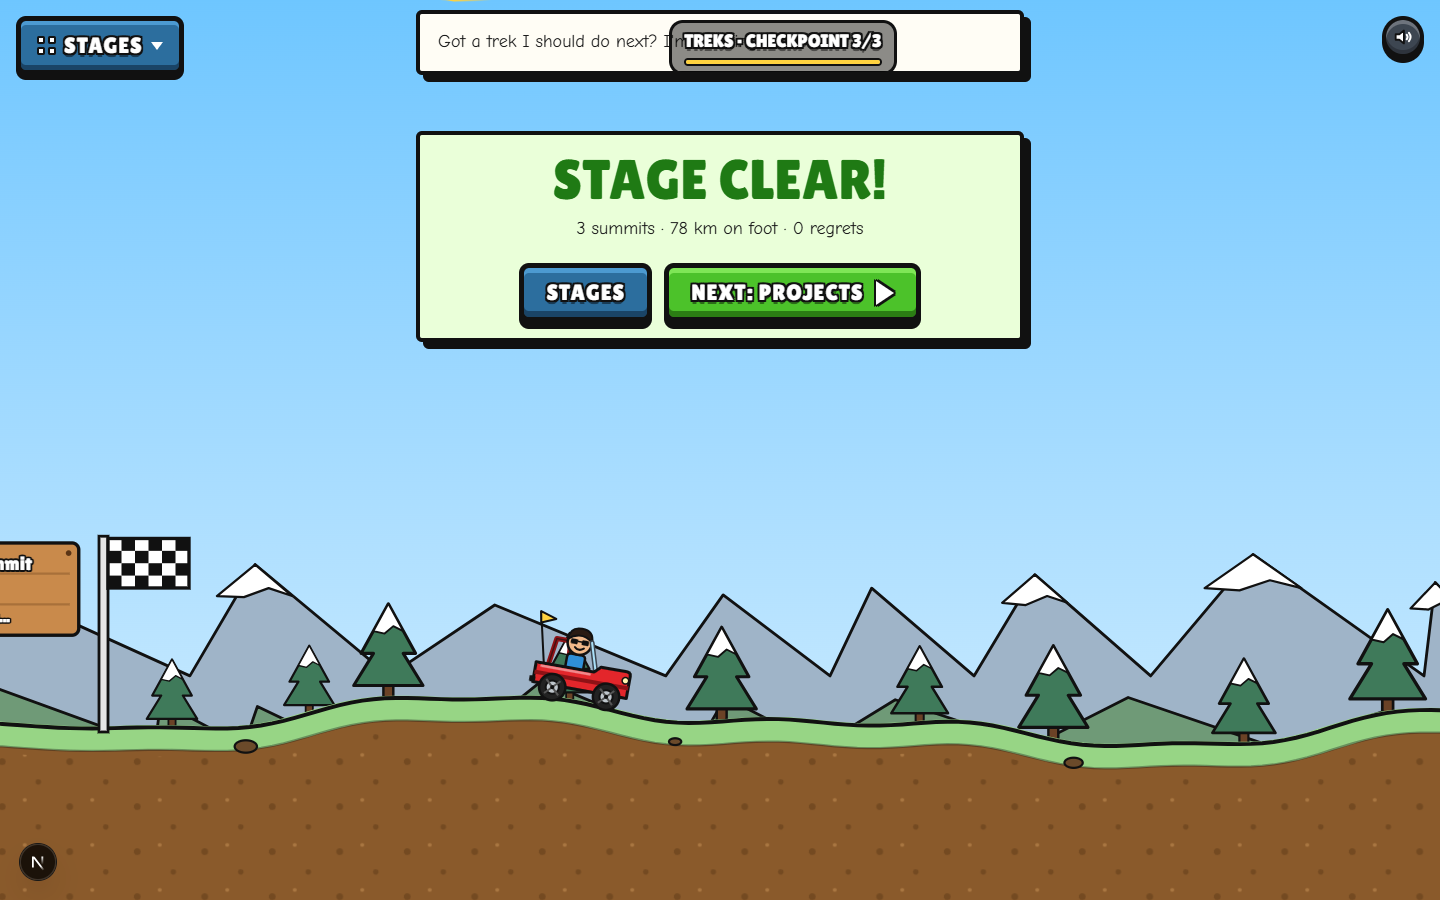 STAGES
Got a trek I should do next? I'm
TREKS · CHECKPOINT 3/3
STAGE CLEAR!
3 summits · 78 km on foot · 0 regrets
STAGES
NEXT: PROJECTS
N